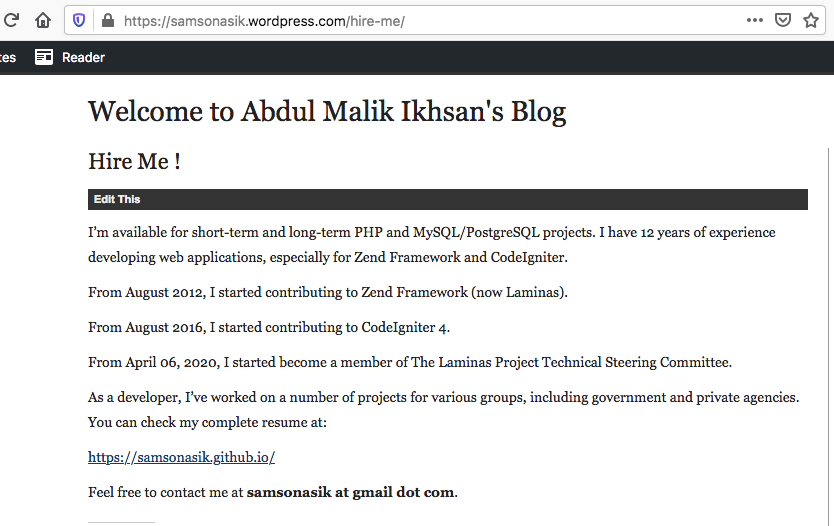 https://samsonasik.wordpress.com/hire-me/
tes Reader
Welcome to Abdul Malik Ikhsan's Blog
Hire Me !
Edit This
I’m available for short-term and long-term PHP and MySQL/PostgreSQL projects. I have 12 years of experience
developing web applications, especially for Zend Framework and CodeIgniter.
From August 2012, I started contributing to Zend Framework (now Laminas).
From August 2016, I started contributing to CodeIgniter 4.
From April 06, 2020, I started become a member of The Laminas Project Technical Steering Committee.
As a developer, I’ve worked on a number of projects for various groups, including government and private agencies.
You can check my complete resume at:
https://samsonasik.github.io/
Feel free to contact me at samsonasik at gmail dot com.